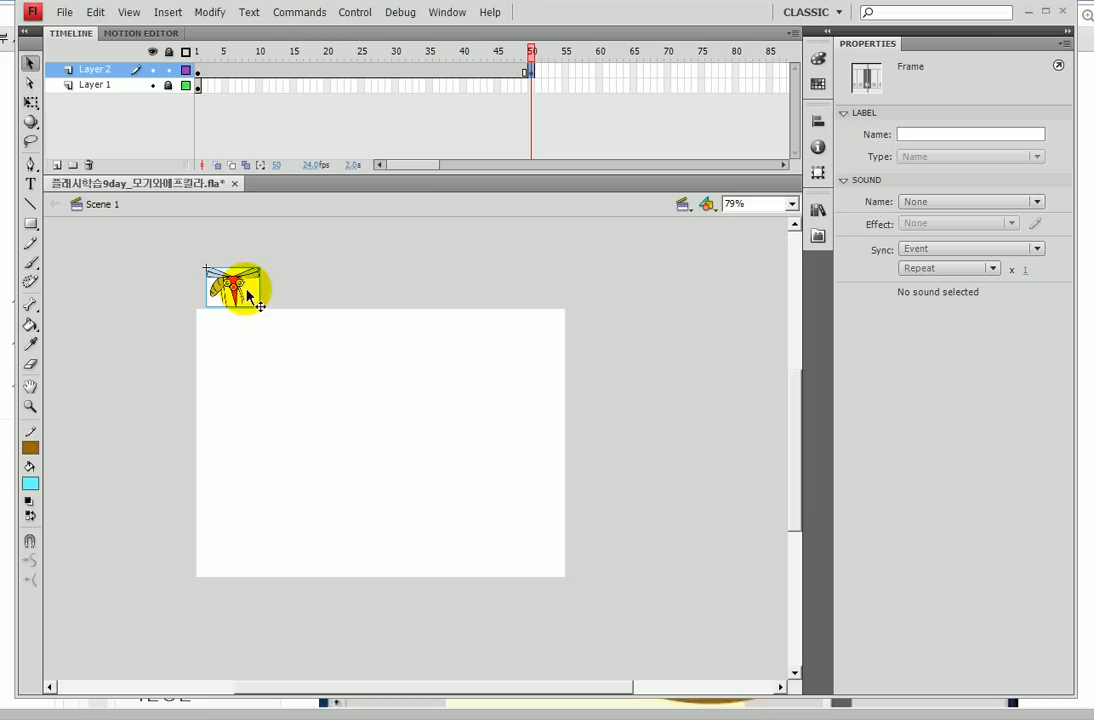 Fl File Edit View Insert Modify Text Commands Control Debug Window Help CLASSIC
TIMELINE MOTION EDITOR
1 5 10 15 20 25 30 35 40 45 50 55 60 65 70 75 80 85
Layer 2
Layer 1
50 24.0fps 2.0s
플래시학습9day_모기와에프킬라.fla*
Scene 1
79%
PROPERTIES
Frame
LABEL
Name:
Type: Name
SOUND
Name: None
Effect: None
Sync: Event
Repeat x 1
No sound selected